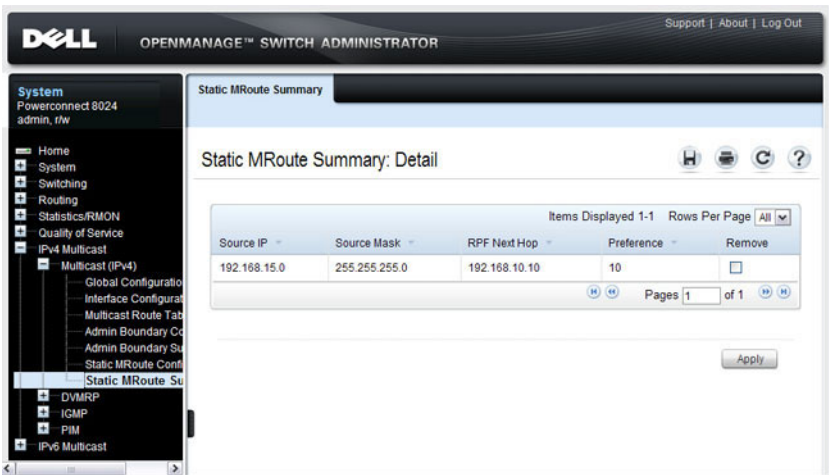 Support | About | Log Out
DELL
OPENMANAGE™ SWITCH ADMINISTRATOR
System
Powerconnect 8024
admin, r/w
Static MRoute Summary
Home
System
Switching
Routing
Statistics/RMON
Quality of Service
IPv4 Multicast
Multicast (IPv4)
Global Configuratio
Interface Configurat
Multicast Route Tab
Admin Boundary Co
Admin Boundary Su
Static MRoute Confi
Static MRoute Su
DVMRP
IGMP
PIM
IPv6 Multicast
Static MRoute Summary: Detail
Items Displayed 1-1 Rows Per Page All
Source IP Source Mask RPF Next Hop Preference Remove
192.168.15.0 255.255.255.0 192.168.10.10 10
Pages 1 of 1
Apply